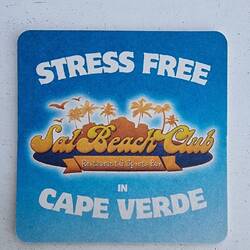 STRESS FREE
Sal Beach Club
Restaurant & Sports Bar
IN
CAPE VERDE